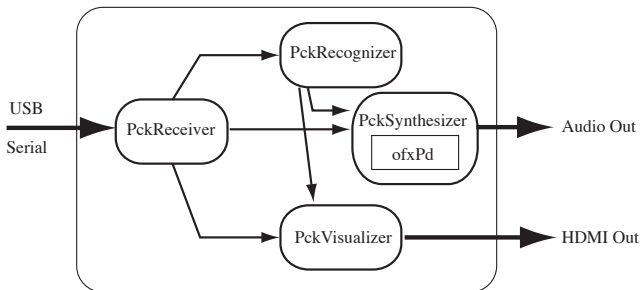 PckRecognizer
USB
PckReceiver
Serial
PckSynthesizer
ofxPd
Audio Out
PckVisualizer
HDMI Out